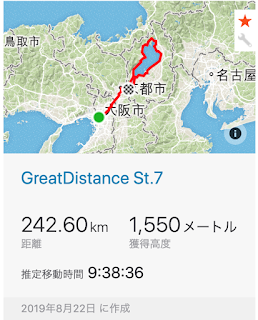 鳥取市
都市
大阪市
名古屋
GreatDistance St.7
242.60 km
1,550 メートル
距離
獲得高度
推定移動時間 9:38:36
2019年8月22日 に作成